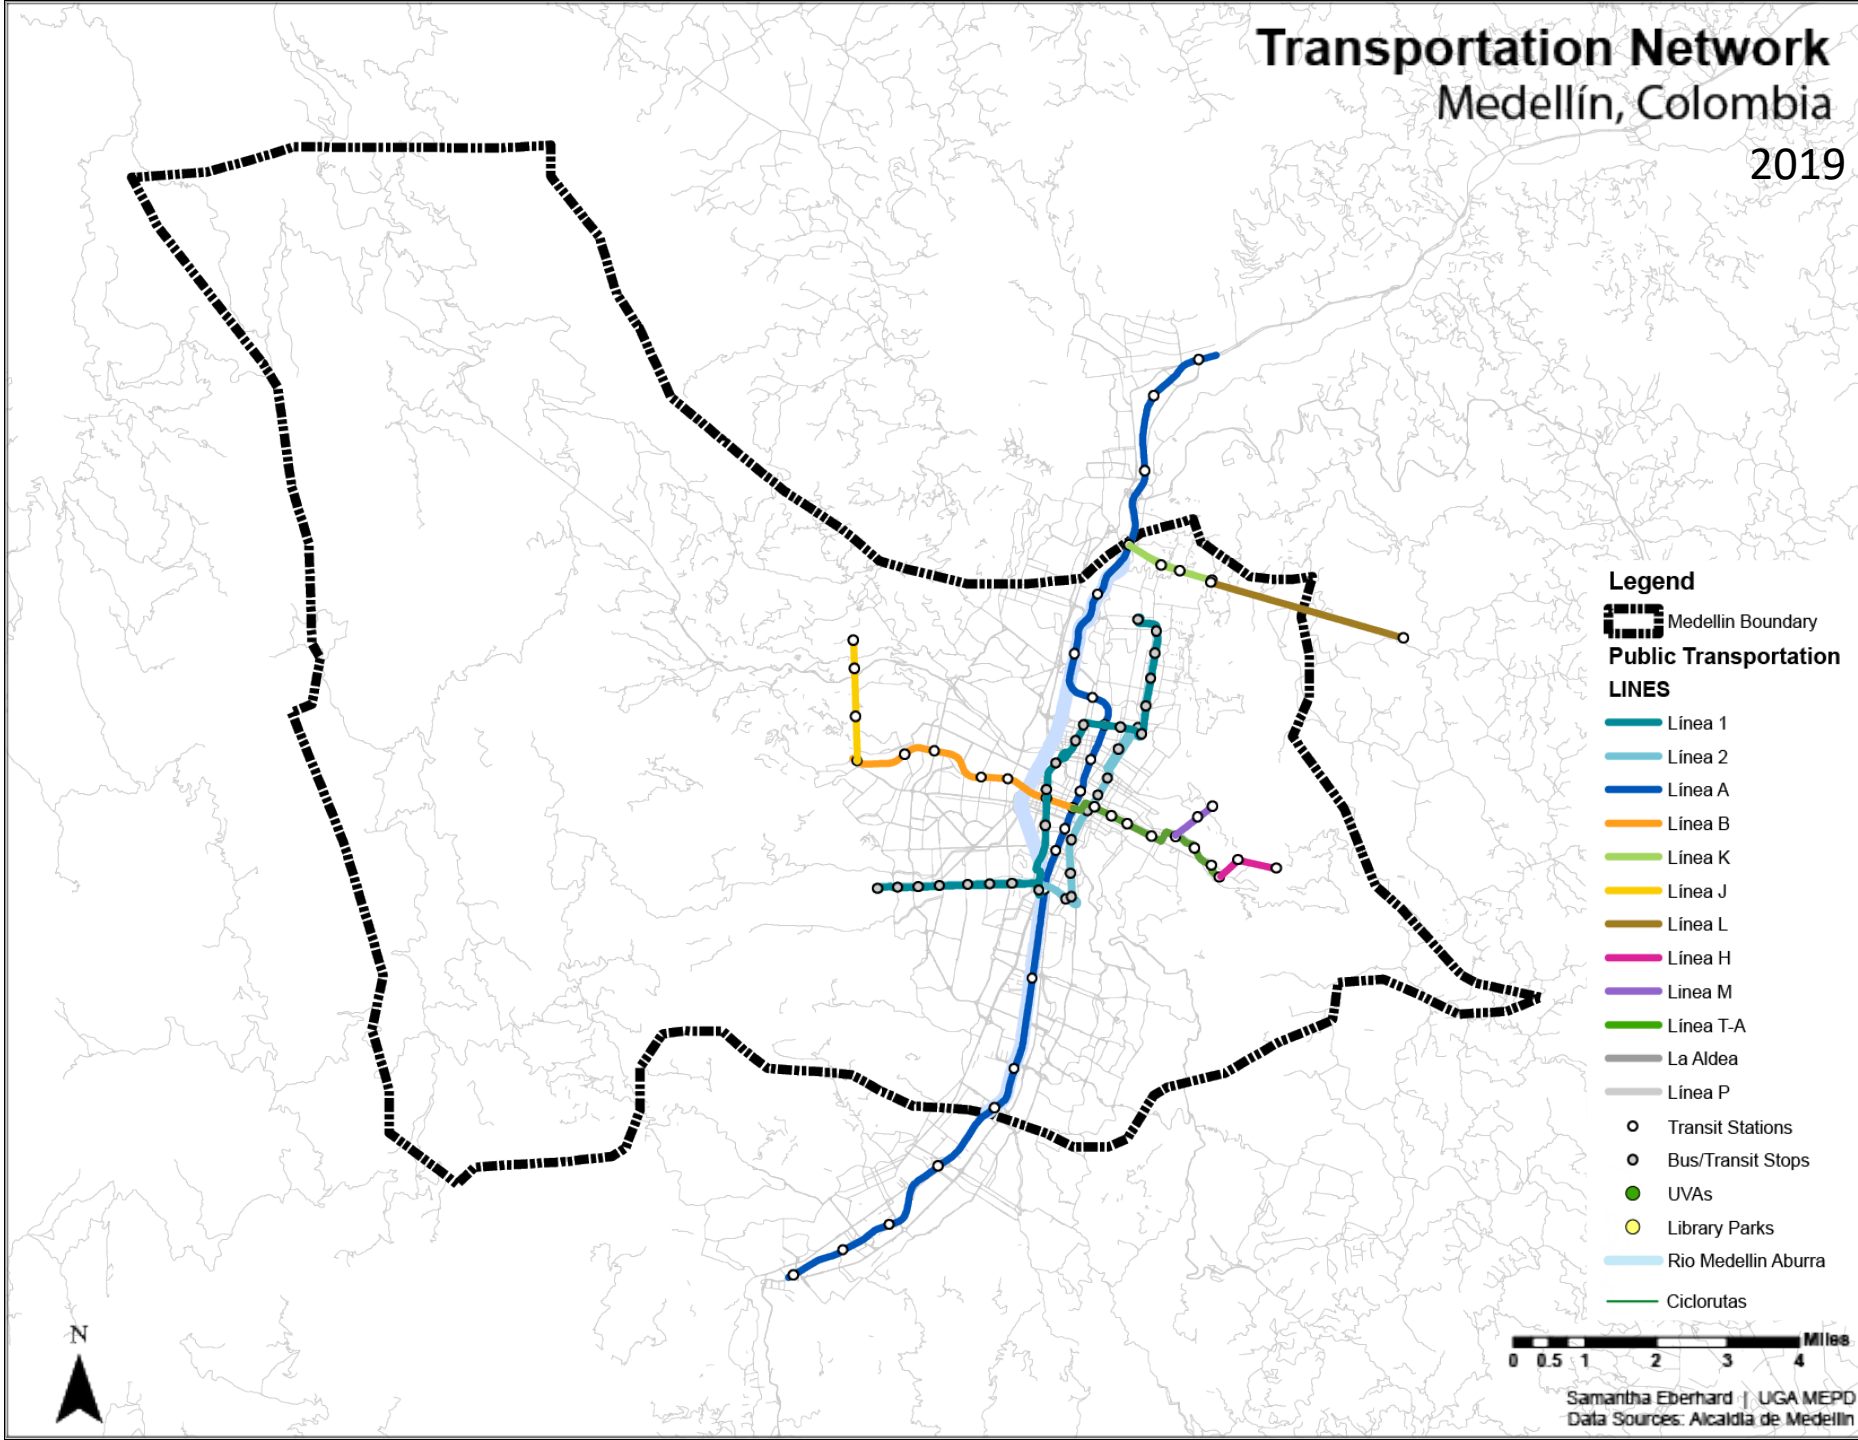 Transportation Network
Medellín, Colombia
2019
Legend
Medellin Boundary
Public Transportation
LINES
Línea 1
Línea 2
Línea A
Línea B
Línea K
Línea J
Línea L
Línea H
Linea M
Línea T-A
La Aldea
Línea P
Transit Stations
Bus/Transit Stops
UVAs
Library Parks
Rio Medellin Aburra
Ciclorutas
N
Miles
0 0.5 1 2 3 4
Samantha Eberhard | UGA MEPD
Data Sources: Alcaldia de Medellin